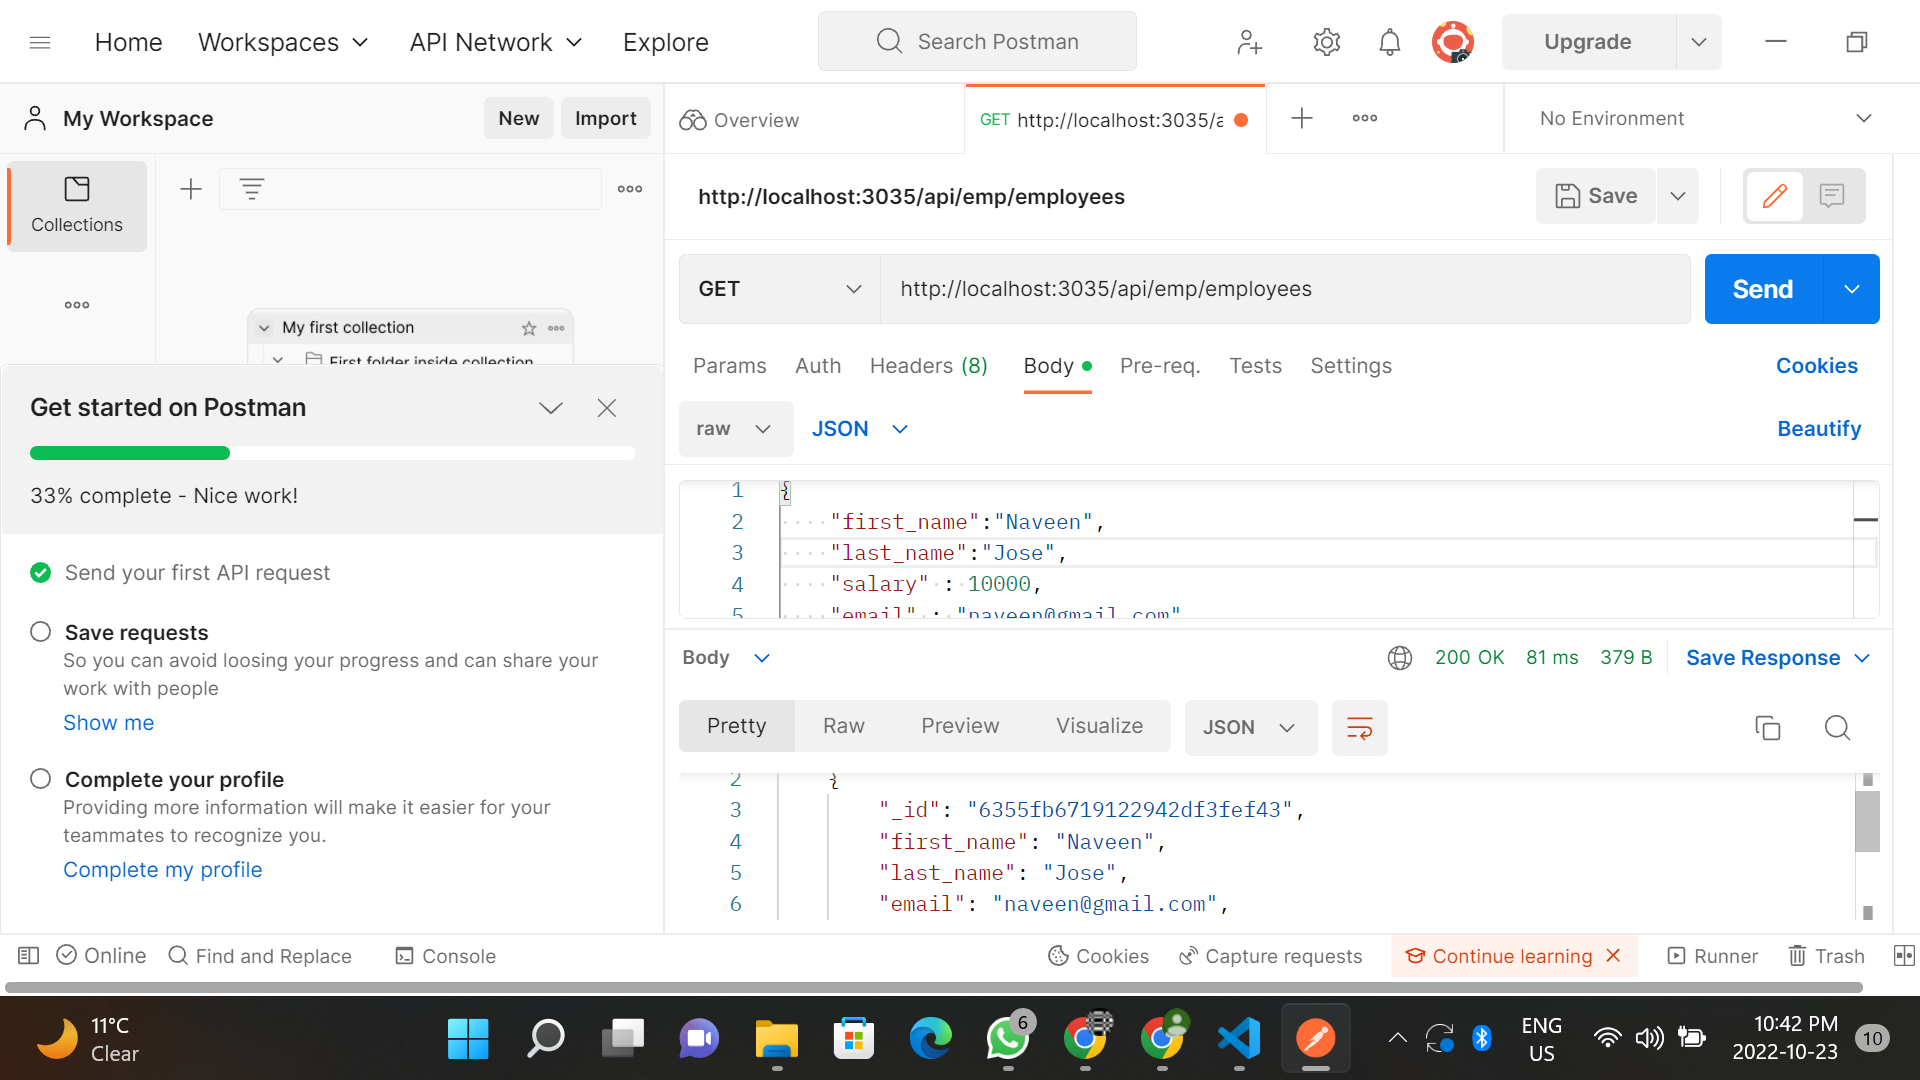 Home
Workspaces
API Network
Explore
Search Postman
Upgrade
My Workspace
New
Import
Overview
GET http://localhost:3035/a
No Environment
Collections
http://localhost:3035/api/emp/employees
Save
My first collection
First folder inside collection
GET
http://localhost:3035/api/emp/employees
Send
Params
Auth
Headers (8)
Body
Pre-req.
Tests
Settings
Cookies
raw
JSON
Beautify
Get started on Postman
33% complete - Nice work!
Send your first API request
Save requests
So you can avoid loosing your progress and can share your
work with people
Show me
Complete your profile
Providing more information will make it easier for your
teammates to recognize you.
Complete my profile
1 {
2 "first_name":"Naveen",
3 "last_name":"Jose",
4 "salary" : 10000,
5 "email" : "naveen@gmail.com"
Body
200 OK
81 ms
379 B
Save Response
Pretty
Raw
Preview
Visualize
JSON
2 {
3 "_id": "6355fb6719122942df3fef43",
4 "first_name": "Naveen",
5 "last_name": "Jose",
6 "email": "naveen@gmail.com",
Online
Find and Replace
Console
Cookies
Capture requests
Continue learning
Runner
Trash
11°C
Clear
6
ENG
US
10:42 PM
2022-10-23
10